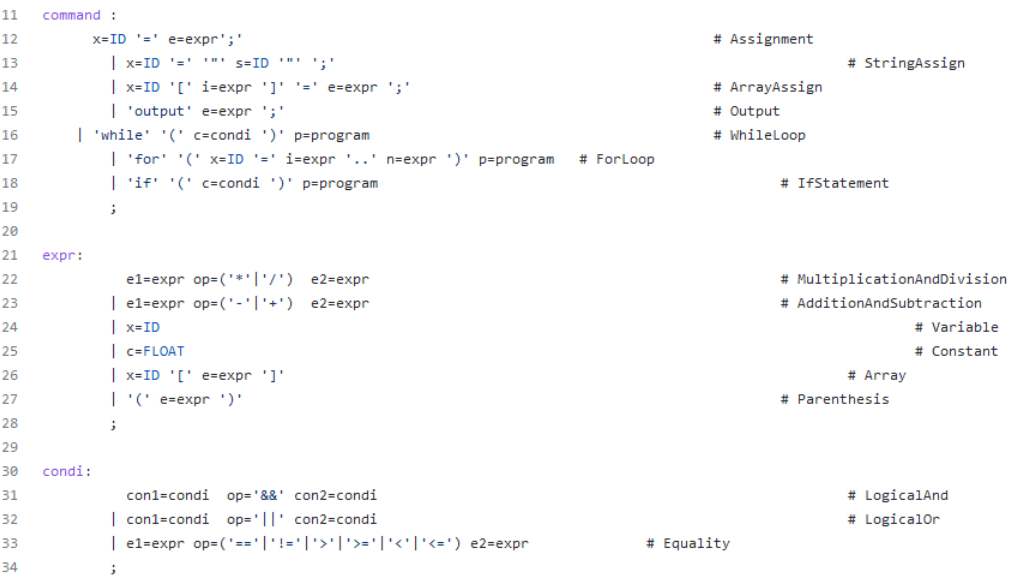 11 command :
12 x=ID '=' e=expr';' # Assignment
13 | x=ID '=' '"' s=ID '"' ';' # StringAssign
14 | x=ID '[' i=expr ']' '=' e=expr ';' # ArrayAssign
15 | 'output' e=expr ';' # Output
16 | 'while' '(' c=condi ')' p=program # WhileLoop
17 | 'for' '(' x=ID '=' i=expr '..' n=expr ')' p=program # ForLoop
18 | 'if' '(' c=condi ')' p=program # IfStatement
19 ;
20
21 expr:
22 e1=expr op=('*'|'/') e2=expr # MultiplicationAndDivision
23 | e1=expr op=('-'|'+') e2=expr # AdditionAndSubtraction
24 | x=ID # Variable
25 | c=FLOAT # Constant
26 | x=ID '[' e=expr ']' # Array
27 | '(' e=expr ')' # Parenthesis
28 ;
29
30 condi:
31 con1=condi op='&&' con2=condi # LogicalAnd
32 | con1=condi op='||' con2=condi # LogicalOr
33 | e1=expr op=('=='|'!='|'>'|'>='|'<'|'<=') e2=expr # Equality
34 ;